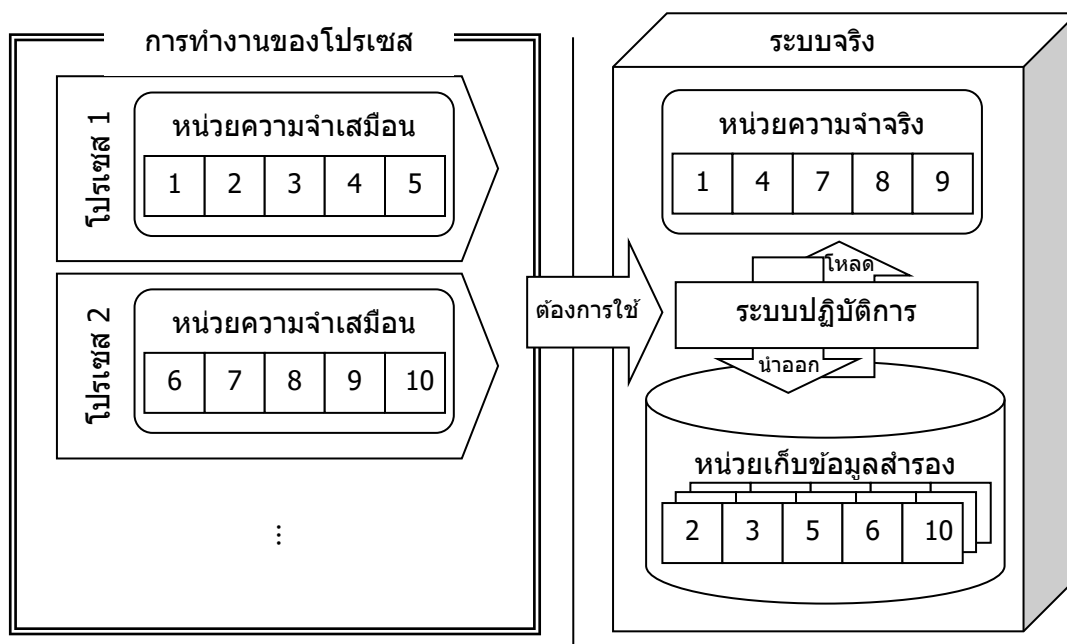 การทำงานของโปรเซส
โปรเซส 1
หน่วยความจำเสมือน
1 2 3 4 5
โปรเซส 2
หน่วยความจำเสมือน
6 7 8 9 10
⋮
ต้องการใช้
ระบบจริง
หน่วยความจำจริง
1 4 7 8 9
โหลด
ระบบปฏิบัติการ
นำออก
หน่วยเก็บข้อมูลสำรอง
2 3 5 6 10